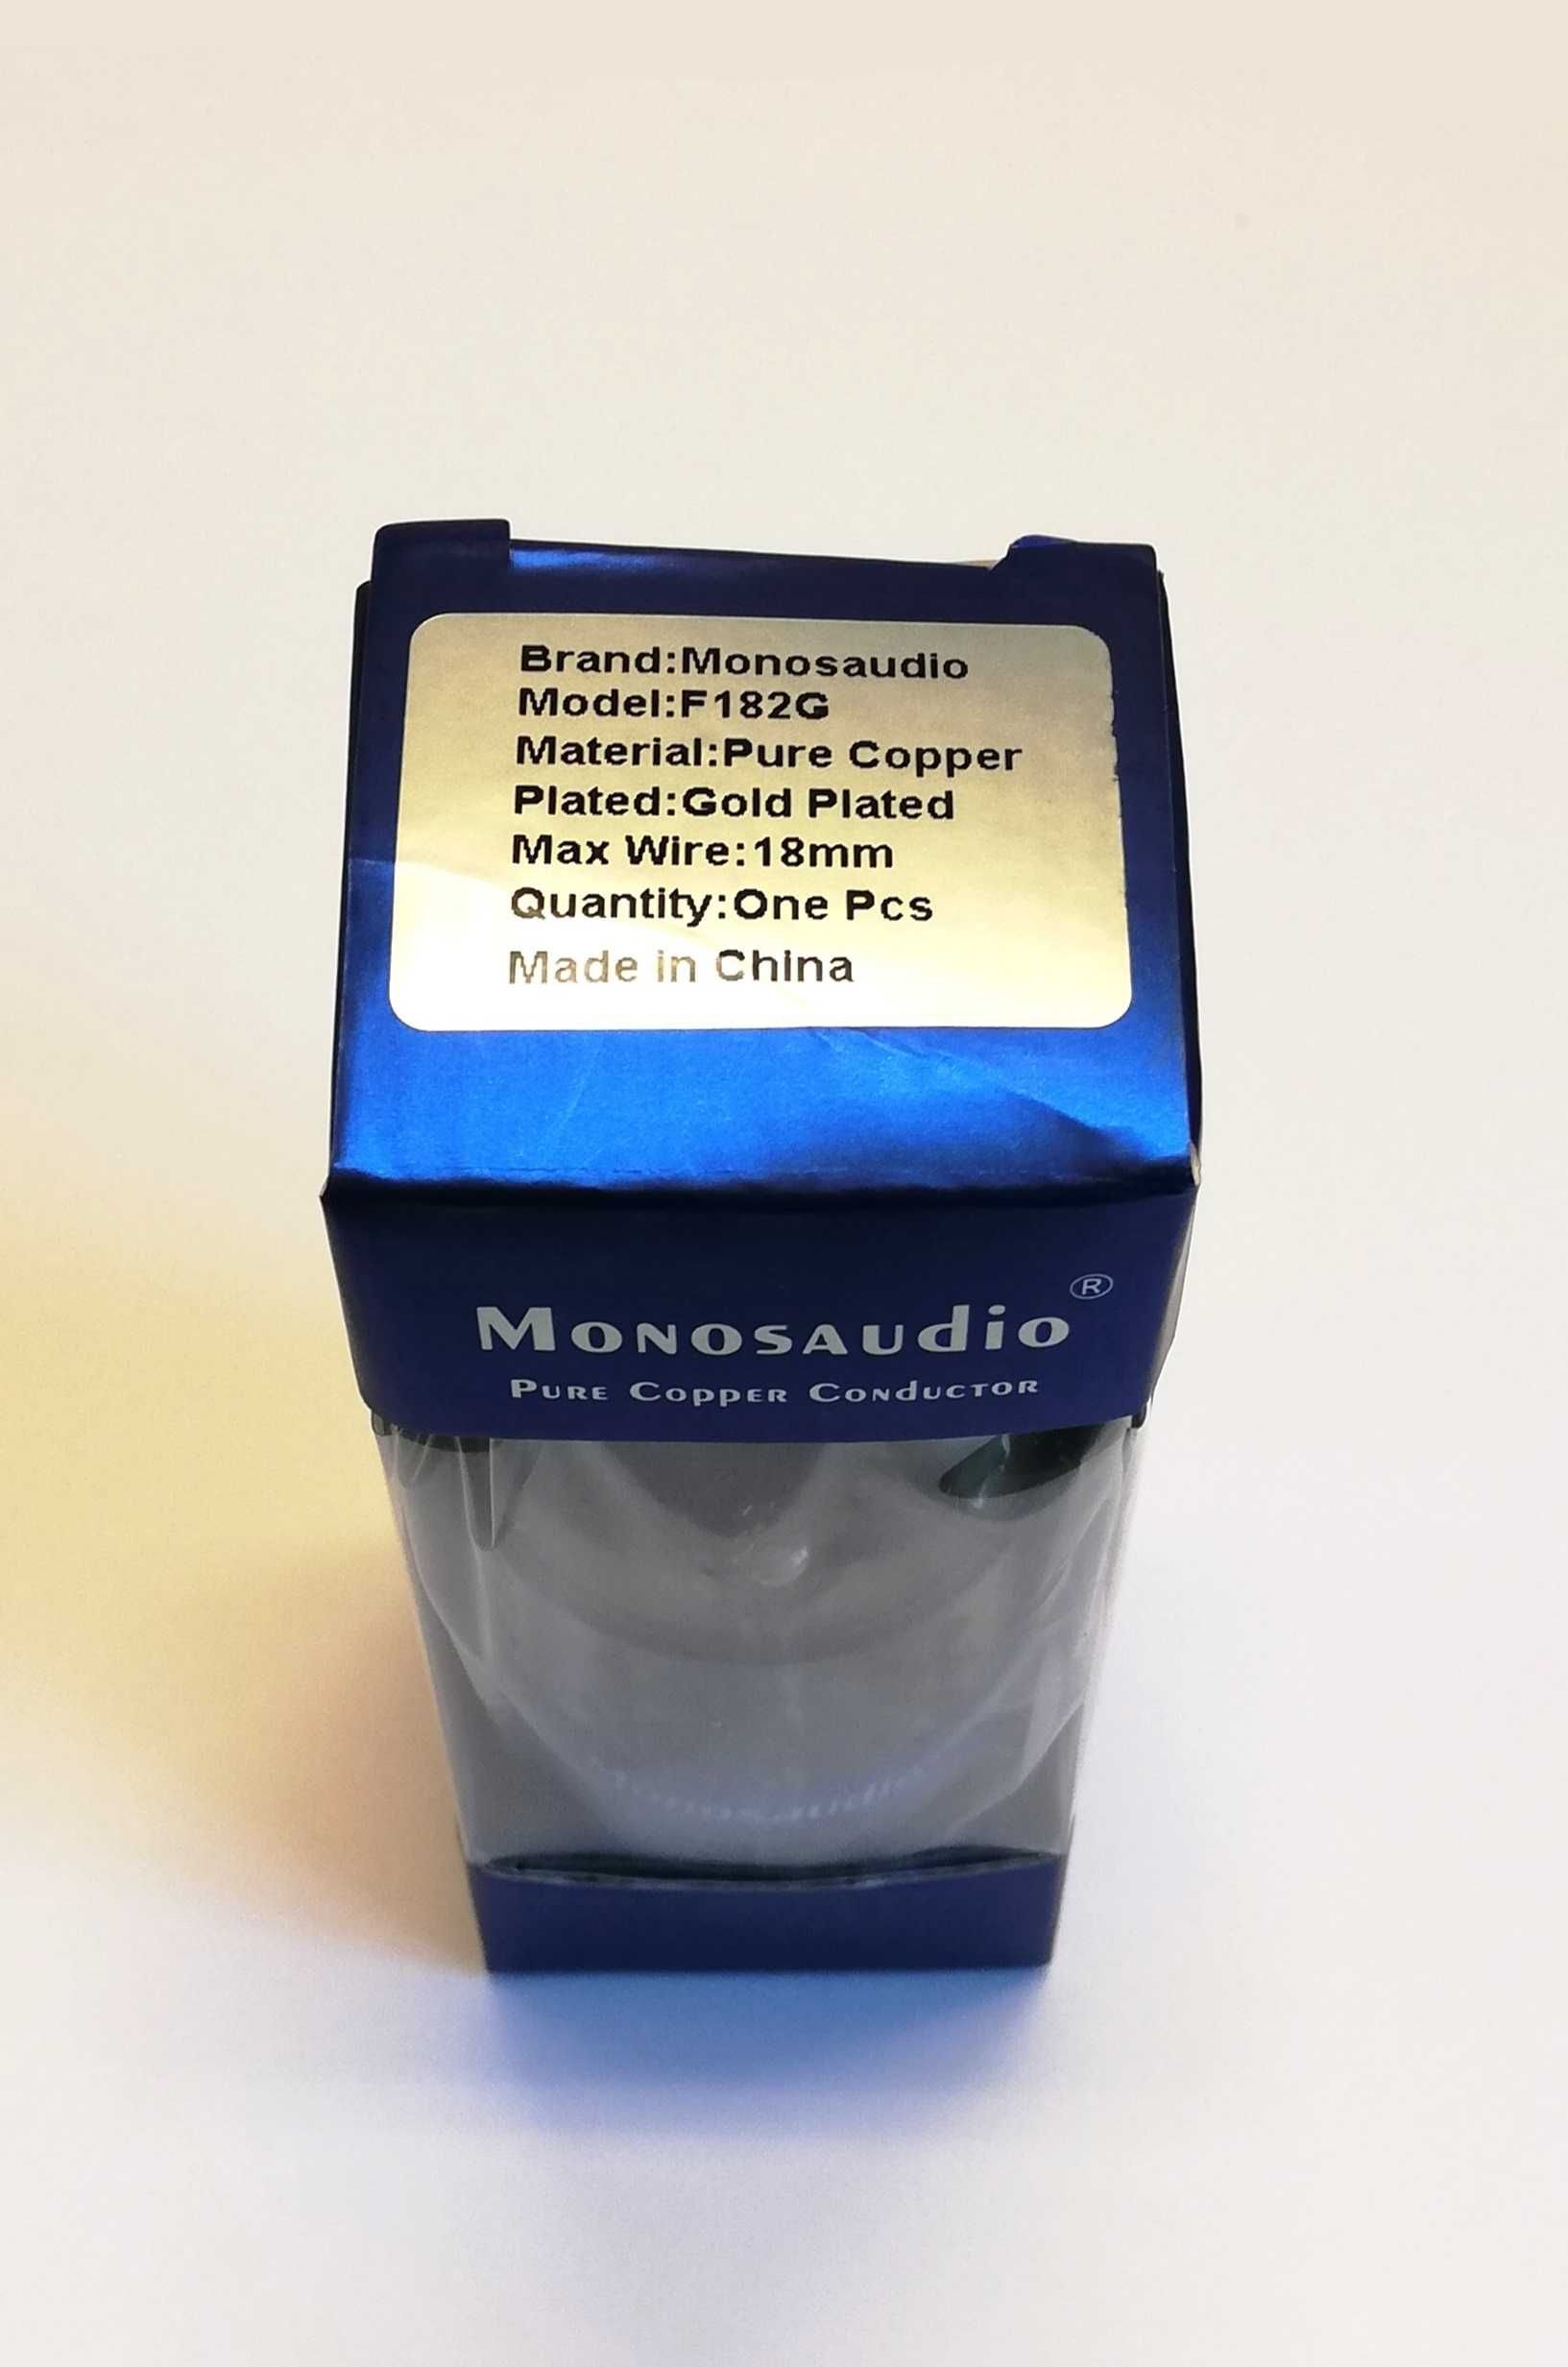 Brand:Monosaudio
Model:F182G
Material:Pure Copper
Plated:Gold Plated
Max Wire:18mm
Quantity:One Pcs
Made in China
Monosaudio®
Pure Copper Conductor
Monosaudio